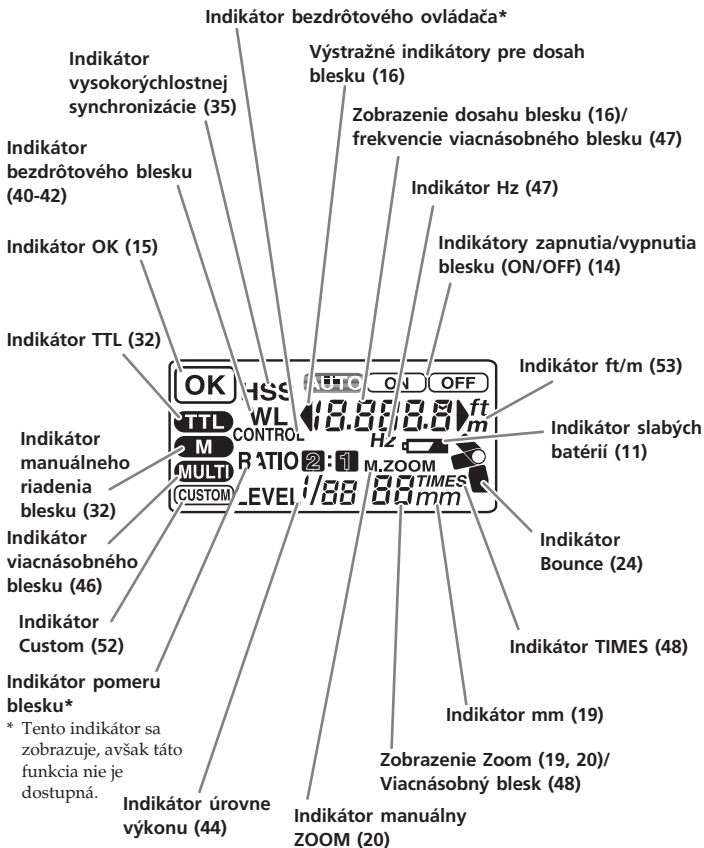 Indikátor bezdrôtového ovládača*
Výstražné indikátory pre dosah
blesku (16)
Indikátor
vysokorýchlostnej
synchronizácie (35)
Zobrazenie dosahu blesku (16)/
frekvencie viacnásobného blesku (47)
Indikátor
bezdrôtového blesku
(40-42)
Indikátor Hz (47)
Indikátor OK (15)
Indikátory zapnutia/vypnutia
blesku (ON/OFF) (14)
Indikátor TTL (32)
Indikátor ft/m (53)
OK HSS AUTO ON OFF
TTL WL 18.888.8 ft
CONTROL m
M Hz
RATIO 2:1 M.ZOOM
MULTI
CUSTOM LEVEL 1/88 88 TIMES
mm
Indikátor slabých
batérií (11)
Indikátor
manuálneho
riadenia
blesku (32)
Indikátor
viacnásobného
blesku (46)
Indikátor
Bounce (24)
Indikátor
Custom (52)
Indikátor TIMES (48)
Indikátor pomeru
blesku*
* Tento indikátor sa
zobrazuje, avšak táto
funkcia nie je
dostupná.
Indikátor mm (19)
Zobrazenie Zoom (19, 20)/
Viacnásobný blesk (48)
Indikátor úrovne
výkonu (44)
Indikátor manuálny
ZOOM (20)